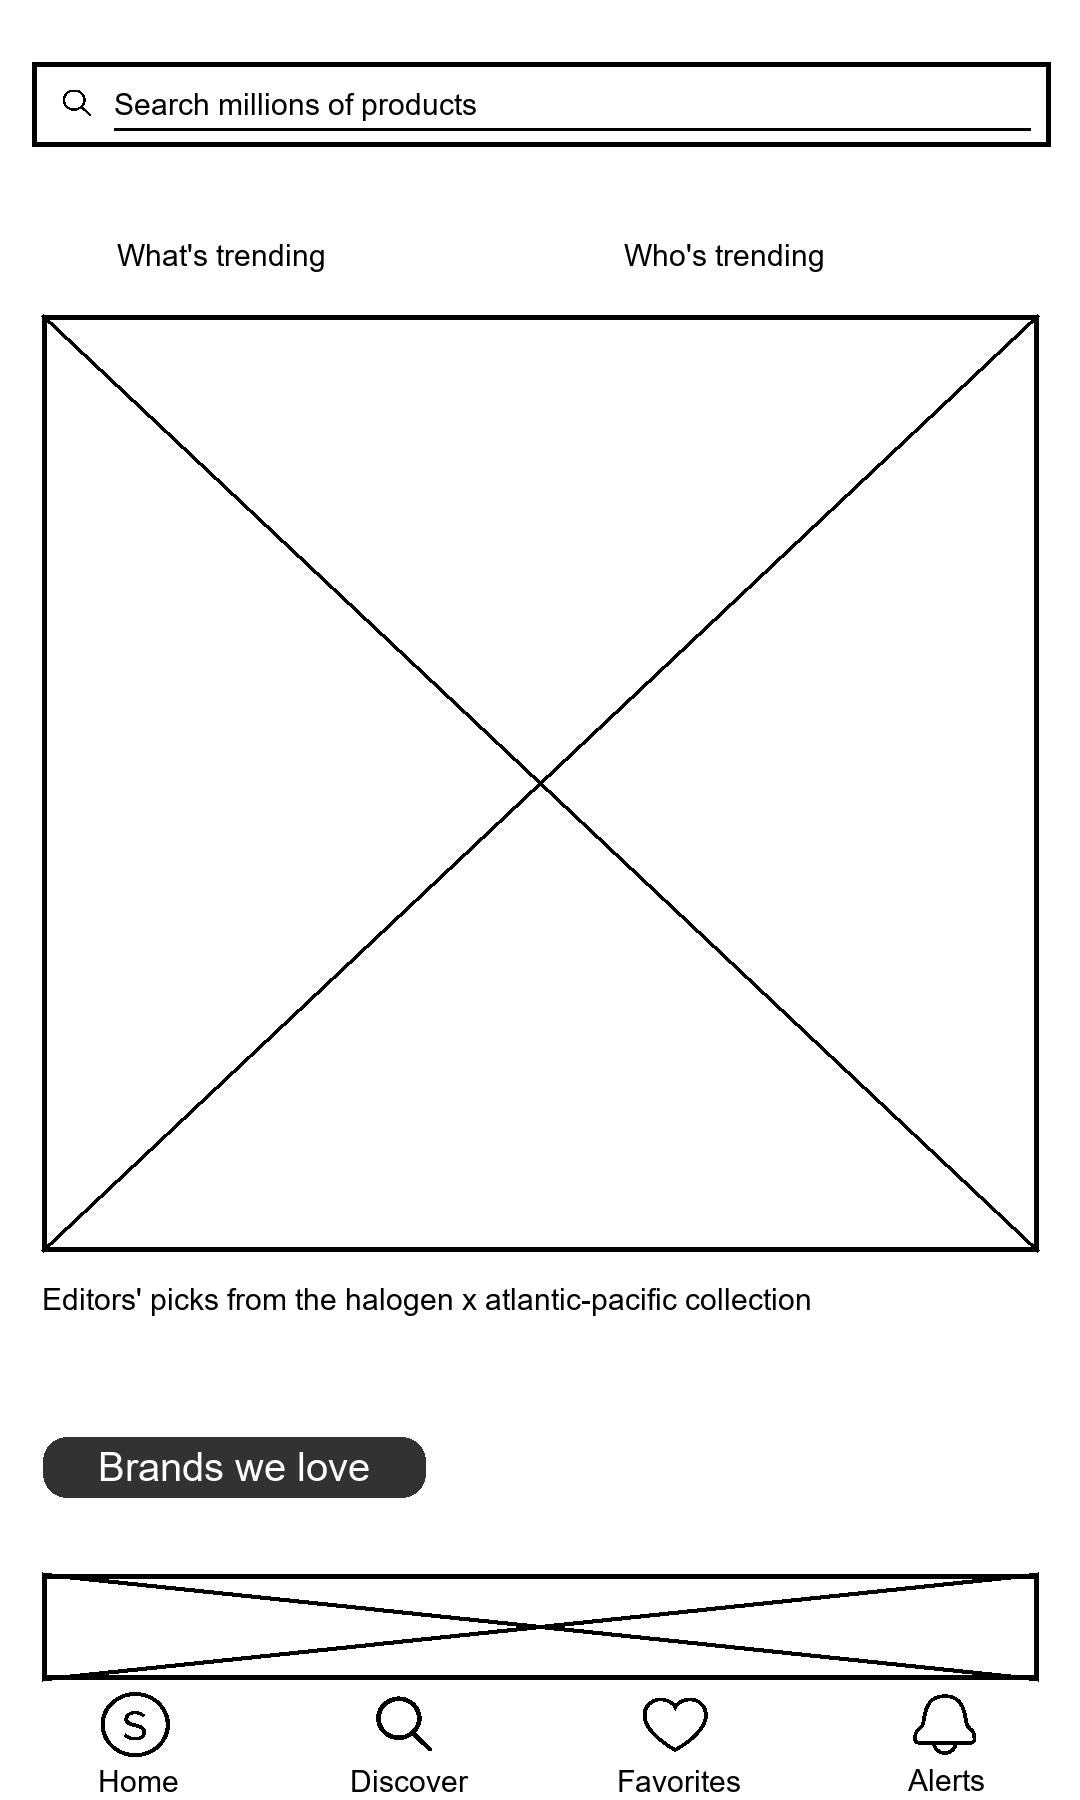 Search millions of products
What's trending
Who's trending
Editors' picks from the halogen x atlantic-pacific collection
Brands we love
S
Home
Discover
Favorites
Alerts